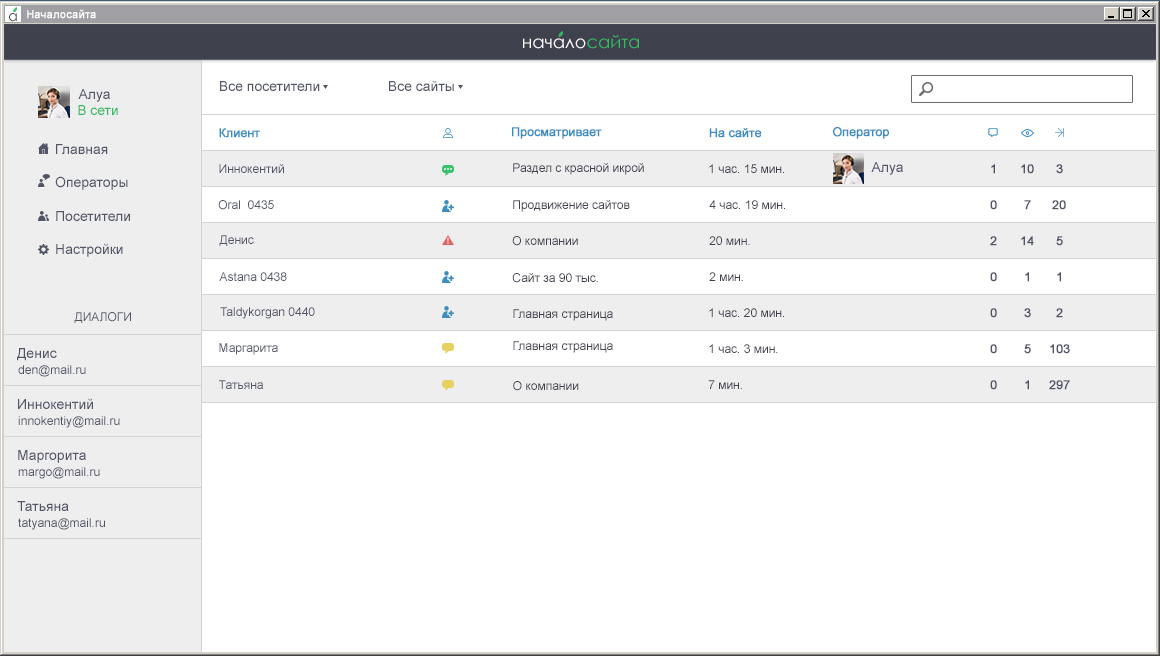 Началосайта
начáлосайта
Алуа
В сети
Главная
Операторы
Посетители
Настройки
ДИАЛОГИ
Денис
den@mail.ru
Иннокентий
innokentiy@mail.ru
Маргорита
margo@mail.ru
Татьяна
tatyana@mail.ru
Все посетители Все сайты
Клиент Просматривает На сайте Оператор
Иннокентий Раздел с красной икрой 1 час. 15 мин. Алуа 1 10 3
Oral 0435 Продвижение сайтов 4 час. 19 мин. 0 7 20
Денис О компании 20 мин. 2 14 5
Astana 0438 Сайт за 90 тыс. 2 мин. 0 1 1
Taldykorgan 0440 Главная страница 1 час. 20 мин. 0 3 2
Маргарита Главная страница 1 час. 3 мин. 0 5 103
Татьяна О компании 7 мин. 0 1 297